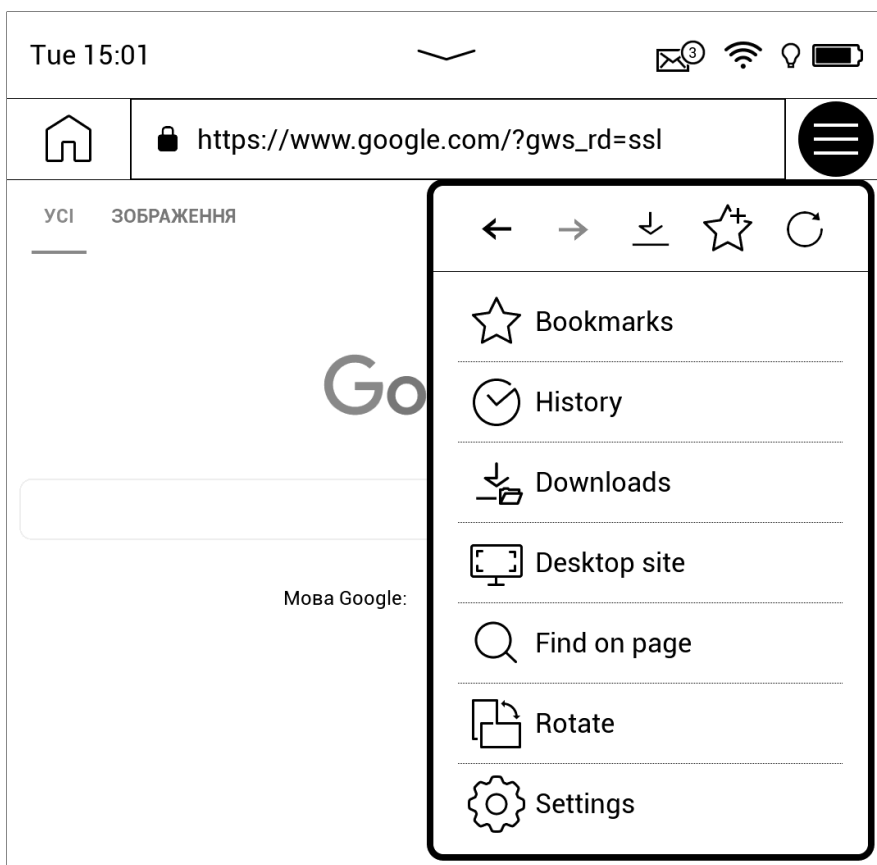 Tue 15:01
3
https://www.google.com/?gws_rd=ssl
УСІ ЗОБРАЖЕННЯ
Go
Мова Google:
Bookmarks
History
Downloads
Desktop site
Find on page
Rotate
Settings